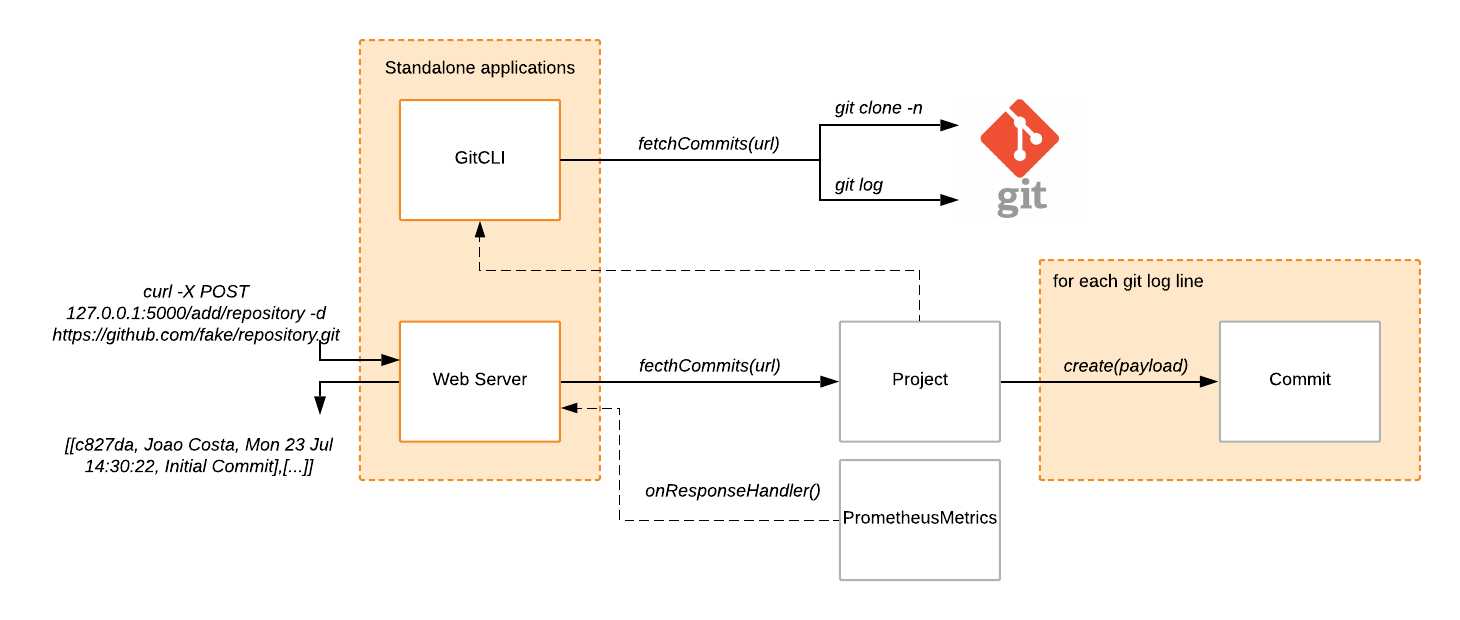 Standalone applications
GitCLI
fetchCommits(url)
git clone -n
git log
git
curl -X POST
127.0.0.1:5000/add/repository -d
https://github.com/fake/repository.git
Web Server
fecthCommits(url)
Project
for each git log line
create(payload)
Commit
[[c827da, Joao Costa, Mon 23 Jul
14:30:22, Initial Commit],[...]]
onResponseHandler()
PrometheusMetrics